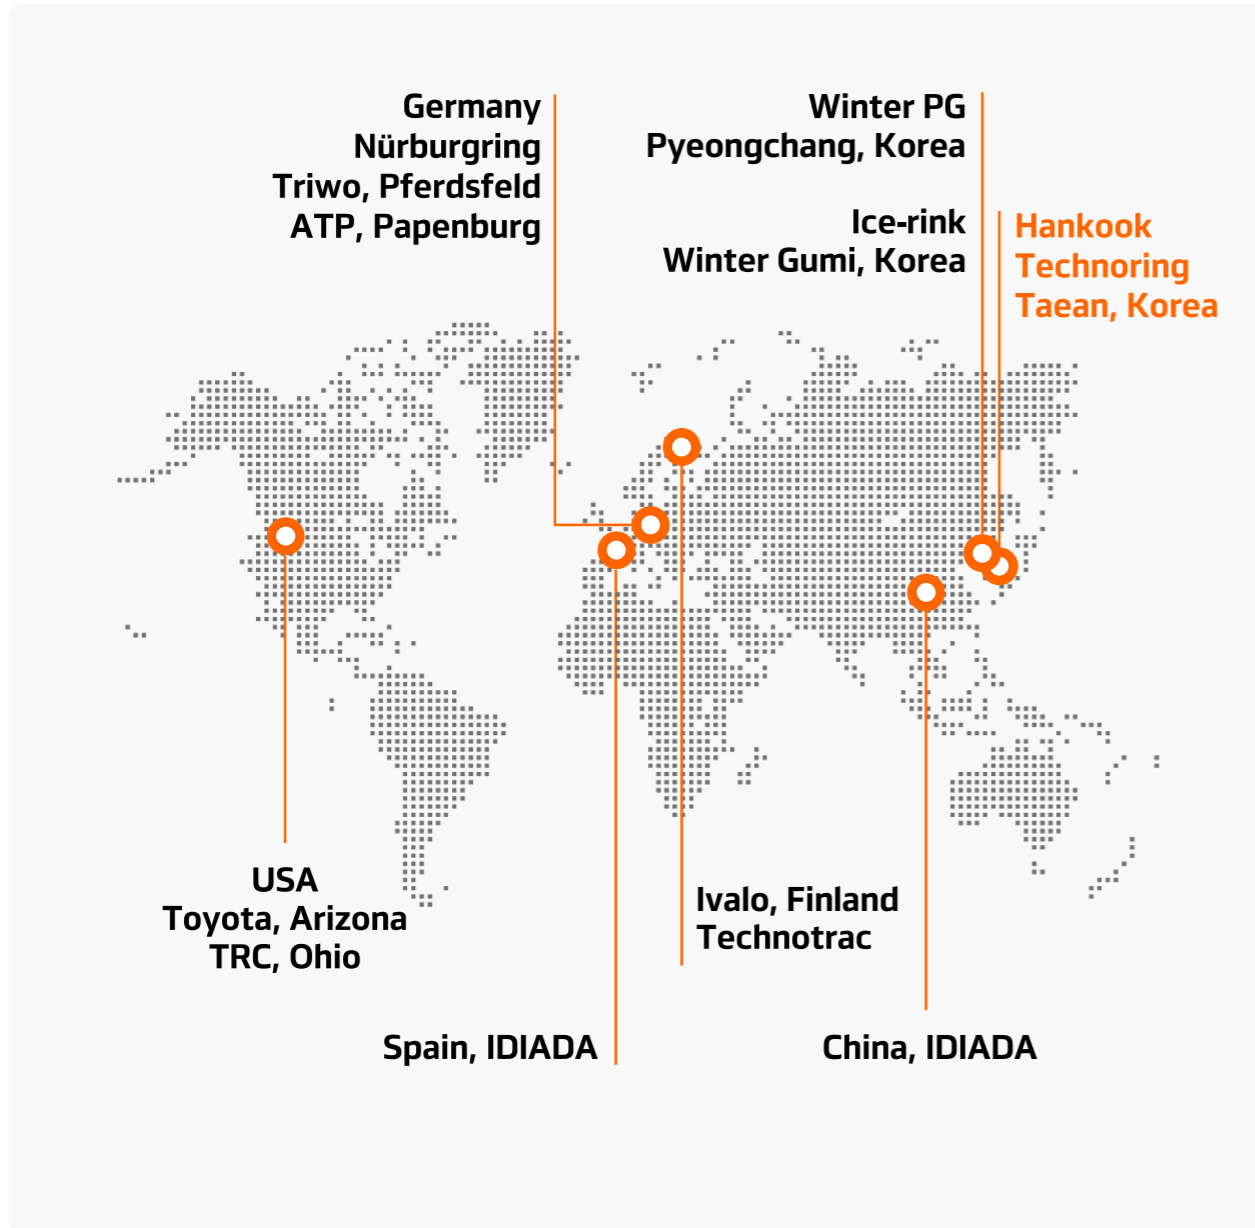 Germany
Nürburgring
Triwo, Pferdsfeld
ATP, Papenburg
Winter PG
Pyeongchang, Korea
Ice-rink
Winter Gumi, Korea
Hankook
Technoring
Taean, Korea
USA
Toyota, Arizona
TRC, Ohio
Ivalo, Finland
Technotrac
Spain, IDIADA
China, IDIADA